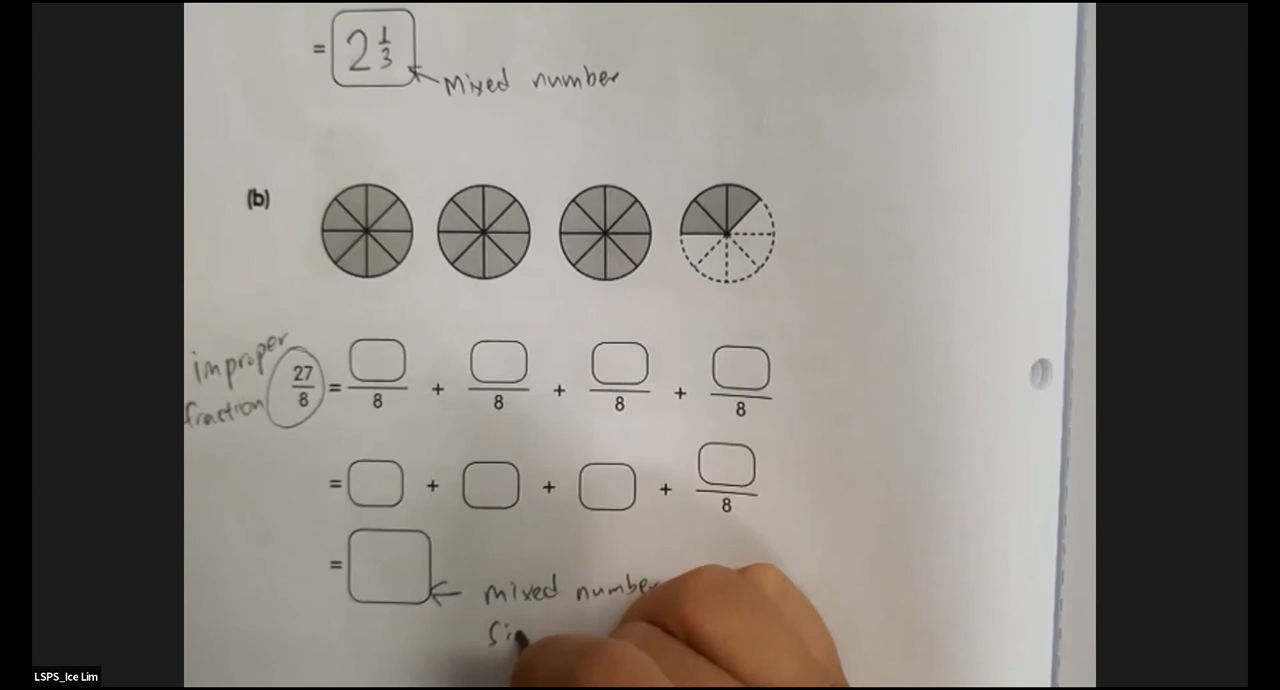 = 2 1/3
Mixed number
(b)
improper
fraction
27/8 = □/8 + □/8 + □/8 + □/8
= □ + □ + □ + □/8
= □
mixed number
LSPS_Ice Lim